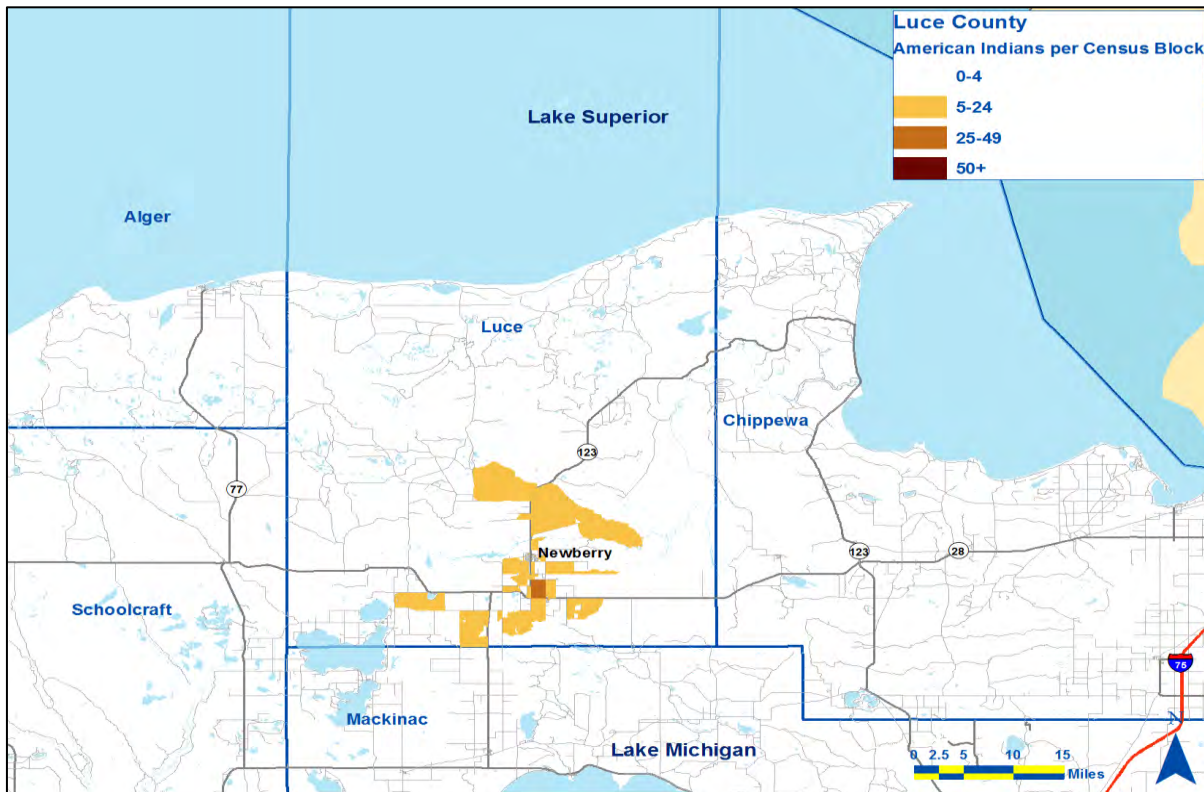 Luce County
American Indians per Census Block
0-4
5-24
25-49
50+
Lake Superior
Alger
Luce
Chippewa
123
77
Newberry
123
28
Schoolcraft
75
Mackinac
Lake Michigan
0 2.5 5 10 15
Miles
N